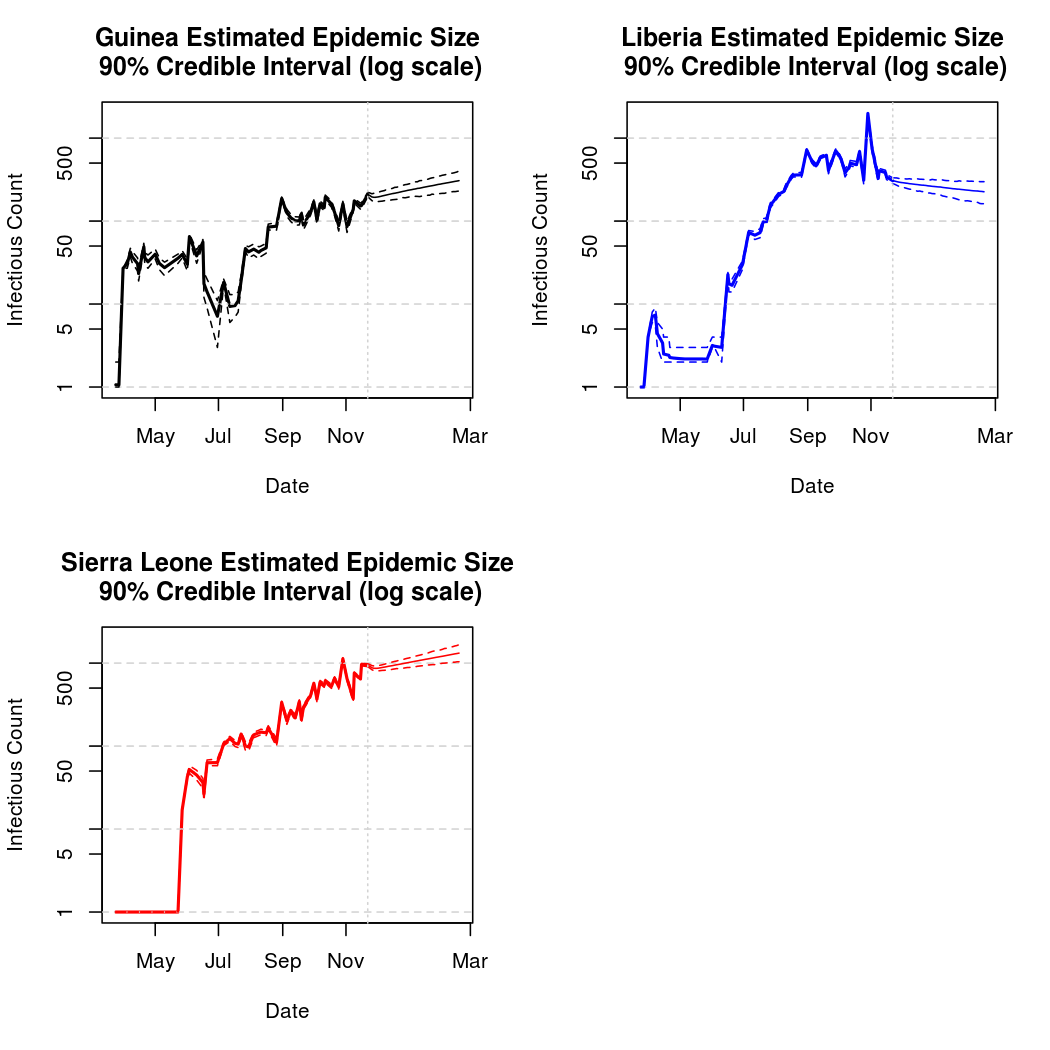 Guinea Estimated Epidemic Size
90% Credible Interval (log scale)
Infectious Count
500
50
5
1
May Jul Sep Nov Mar
Date
Liberia Estimated Epidemic Size
90% Credible Interval (log scale)
Infectious Count
500
50
5
1
May Jul Sep Nov Mar
Date
Sierra Leone Estimated Epidemic Size
90% Credible Interval (log scale)
Infectious Count
500
50
5
1
May Jul Sep Nov Mar
Date